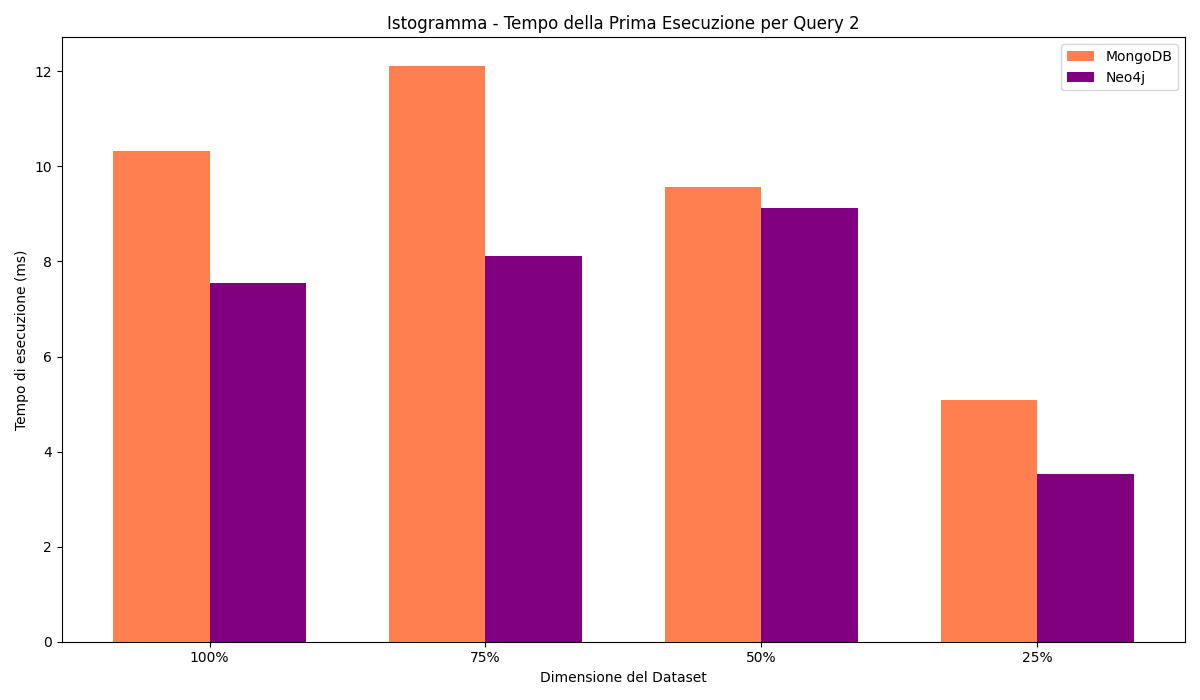 Istogramma - Tempo della Prima Esecuzione per Query 2
MongoDB
Neo4j
Tempo di esecuzione (ms)
12
10
8
6
4
2
0
100%
75%
50%
25%
Dimensione del Dataset